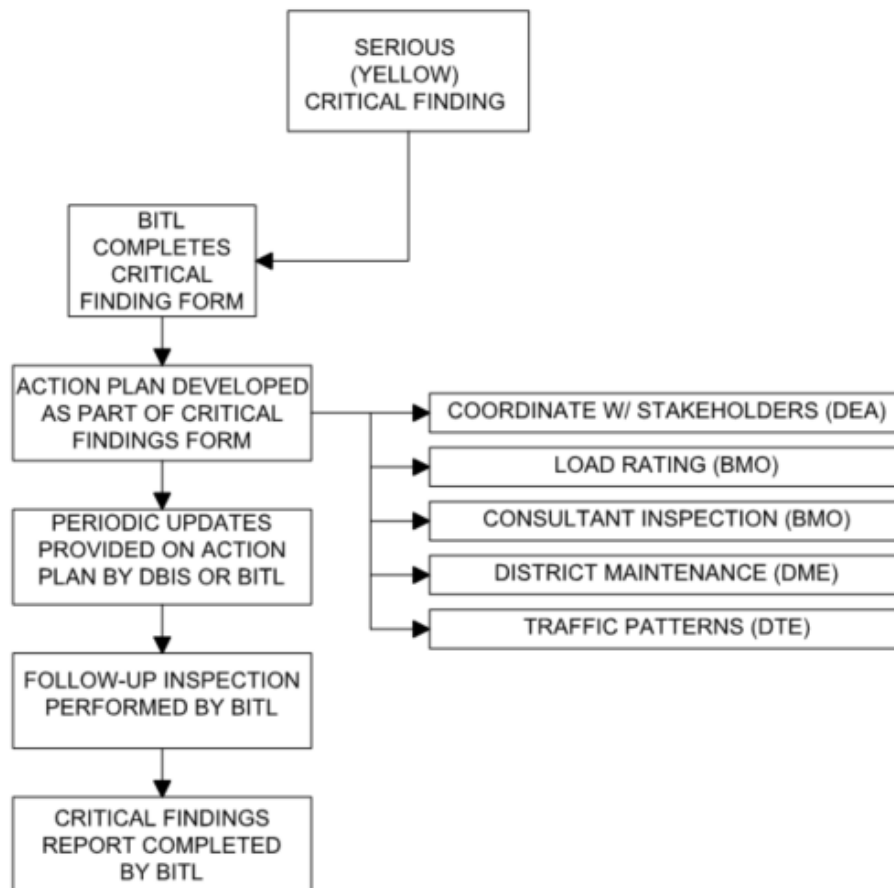 SERIOUS
(YELLOW)
CRITICAL FINDING
BITL
COMPLETES
CRITICAL
FINDING FORM
ACTION PLAN DEVELOPED
AS PART OF CRITICAL
FINDINGS FORM
COORDINATE W/ STAKEHOLDERS (DEA)
LOAD RATING (BMO)
CONSULTANT INSPECTION (BMO)
DISTRICT MAINTENANCE (DME)
TRAFFIC PATTERNS (DTE)
PERIODIC UPDATES
PROVIDED ON ACTION
PLAN BY DBIS OR BITL
FOLLOW-UP INSPECTION
PERFORMED BY BITL
CRITICAL FINDINGS
REPORT COMPLETED
BY BITL